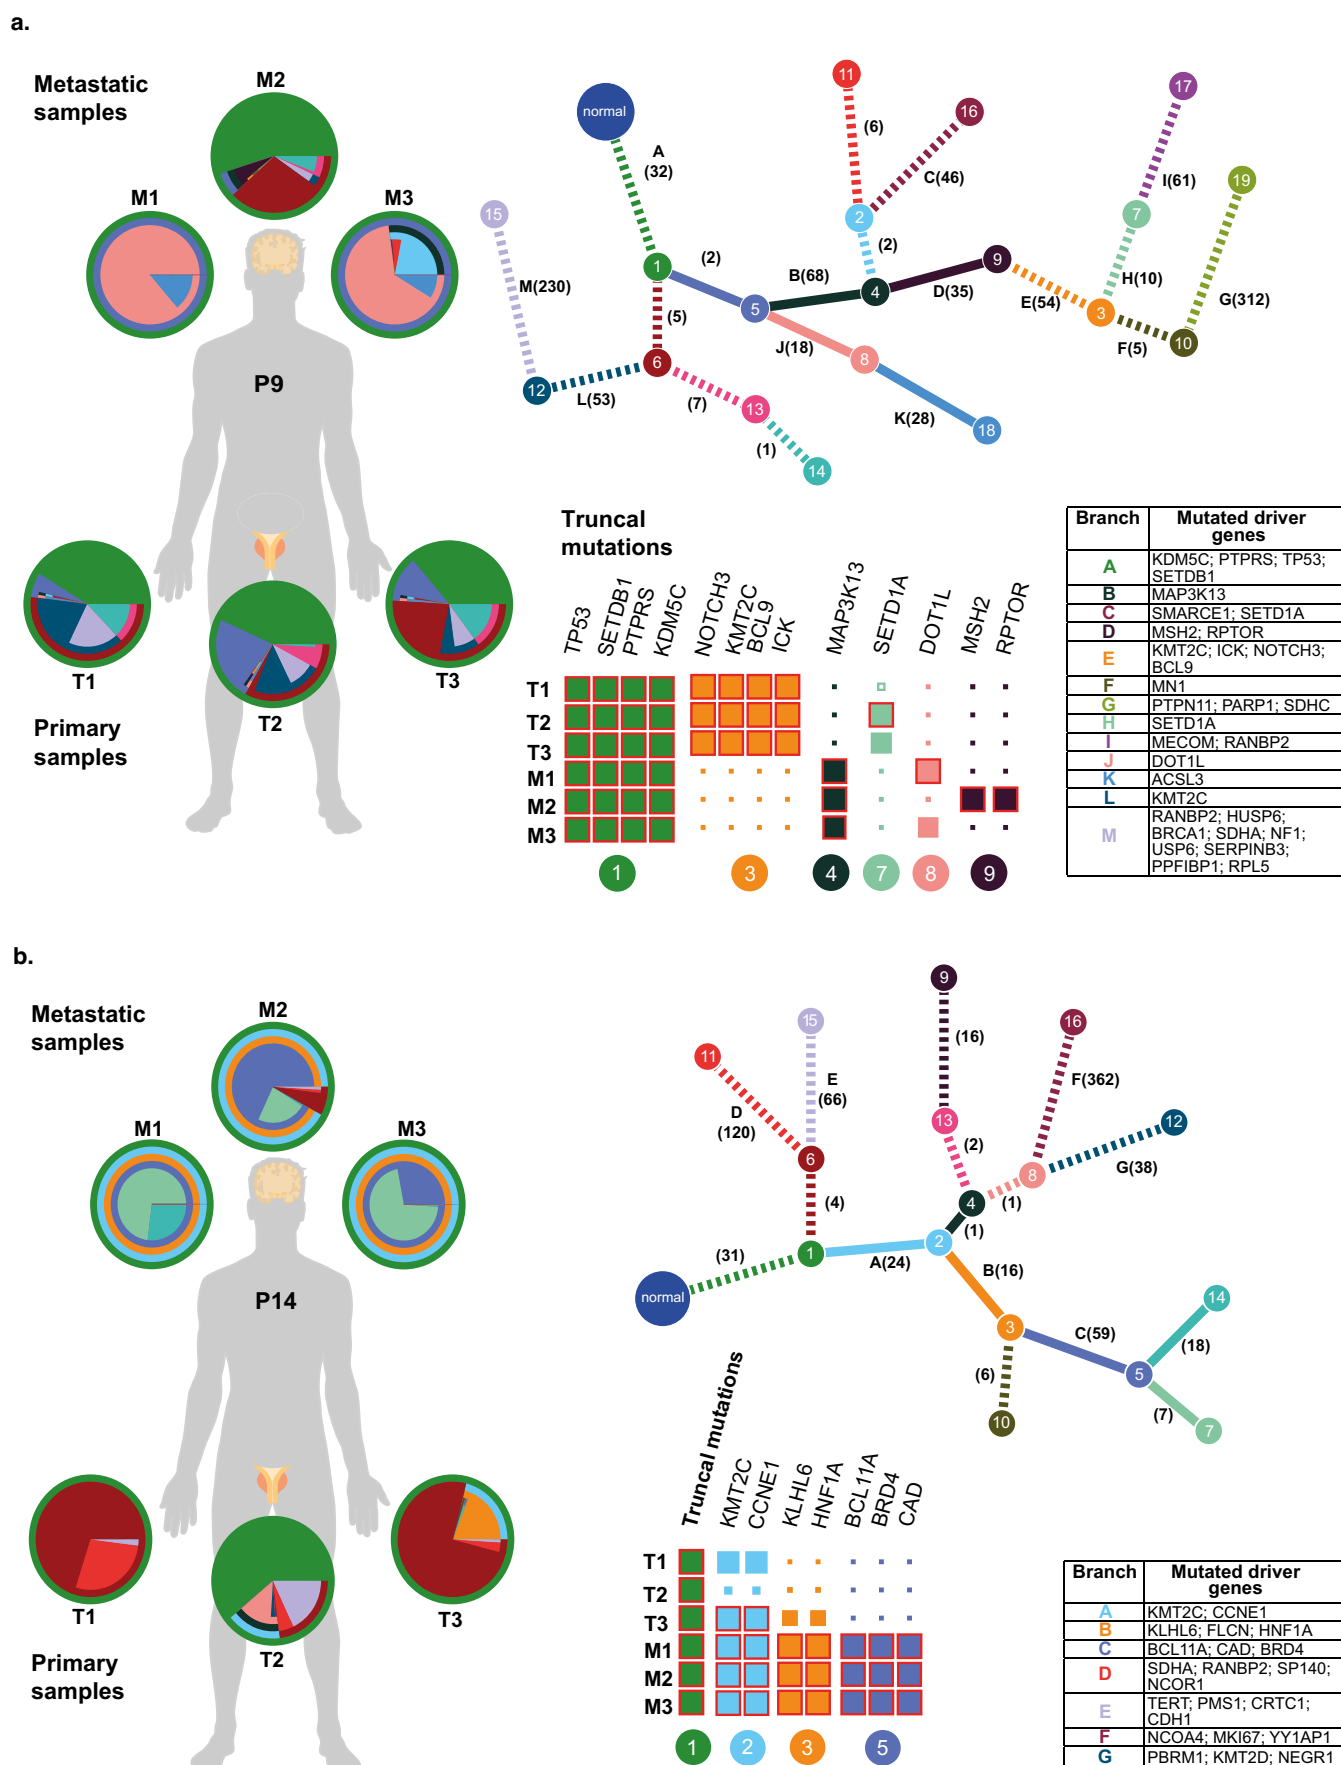 a.
Metastatic
samples
M2
M1
M3
P9
T1
T2
T3
Primary
samples
normal
A
(32)
11
(6)
16
C(46)
17
I(61)
19
15
2
7
(2)
(2)
1
9
B(68)
H(10)
M(230)
4
D(35)
E(54)
G(312)
5
3
(5)
F(5)
10
J(18)
6
8
12
L(53)
(7)
13
K(28)
18
(1)
14
Truncal
mutations
TP53
SETDB1
PTPRS
KDM5C
NOTCH3
KMT2C
BCL9
ICK
MAP3K13
SETD1A
DOT1L
MSH2
RPTOR
T1
T2
T3
M1
M2
M3
1
3
4
7
8
9
Branch
Mutated driver
genes
A
KDM5C; PTPRS; TP53;
SETDB1
B
MAP3K13
C
SMARCE1; SETD1A
D
MSH2; RPTOR
E
KMT2C; ICK; NOTCH3;
BCL9
F
MN1
G
PTPN11; PARP1; SDHC
H
SETD1A
I
MECOM; RANBP2
J
DOT1L
K
ACSL3
L
KMT2C
M
RANBP2; HUSP6;
BRCA1; SDHA; NF1;
USP6; SERPINB3;
PPFIBP1; RPL5
b.
Metastatic
samples
M2
M1
M3
P14
T1
T2
T3
Primary
samples
9
15
16
11
(16)
F(362)
E
(66)
D
(120)
13
12
(2)
G(38)
6
8
(4)
4
(1)
(1)
(31)
1
2
A(24)
B(16)
normal
14
3
C(59)
(18)
(6)
5
(7)
10
7
Truncal mutations
KMT2C
CCNE1
KLHL6
HNF1A
BCL11A
BRD4
CAD
T1
T2
T3
M1
M2
M3
1
2
3
5
Branch
Mutated driver
genes
A
KMT2C; CCNE1
B
KLHL6; FLCN; HNF1A
C
BCL11A; CAD; BRD4
D
SDHA; RANBP2; SP140;
NCOR1
E
TERT; PMS1; CRTC1;
CDH1
F
NCOA4; MKI67; YY1AP1
G
PBRM1; KMT2D; NEGR1